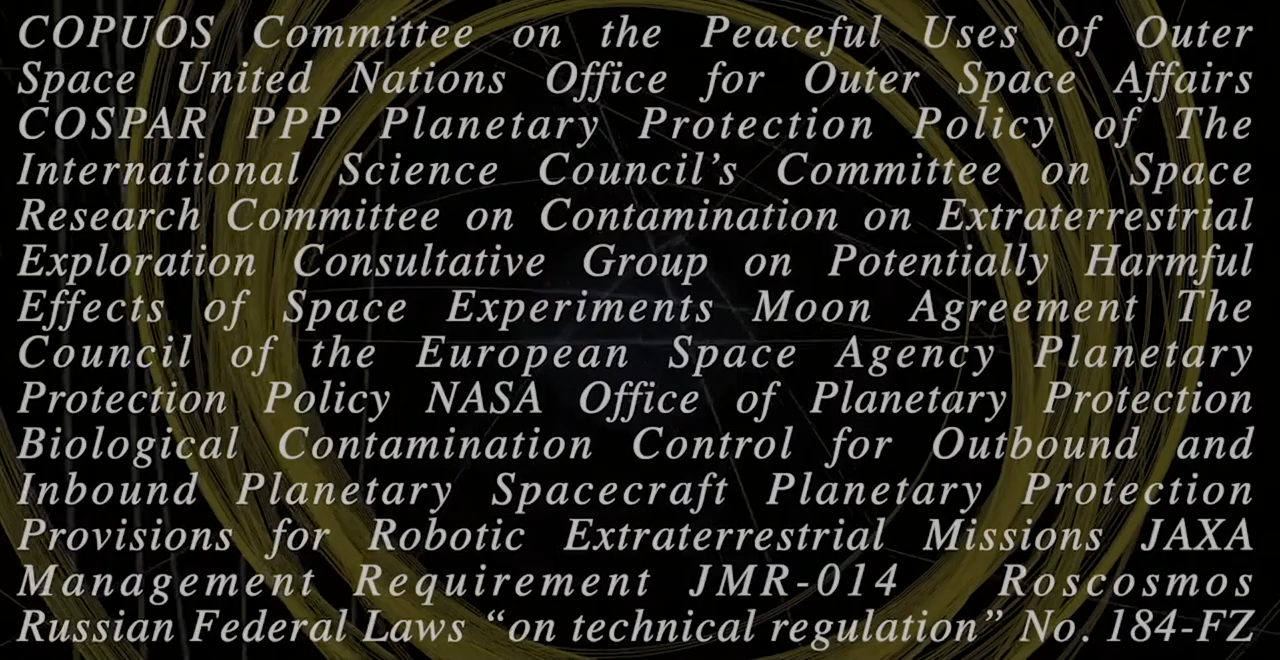 COPUOS Committee on the Peaceful Uses of Outer
Space United Nations Office for Outer Space Affairs
COSPAR PPP Planetary Protection Policy of The
International Science Council’s Committee on Space
Research Committee on Contamination on Extraterrestrial
Exploration Consultative Group on Potentially Harmful
Effects of Space Experiments Moon Agreement The
Council of the European Space Agency Planetary
Protection Policy NASA Office of Planetary Protection
Biological Contamination Control for Outbound and
Inbound Planetary Spacecraft Planetary Protection
Provisions for Robotic Extraterrestrial Missions JAXA
Management Requirement JMR-014 Roscosmos
Russian Federal Laws “on technical regulation” No. 184-FZ